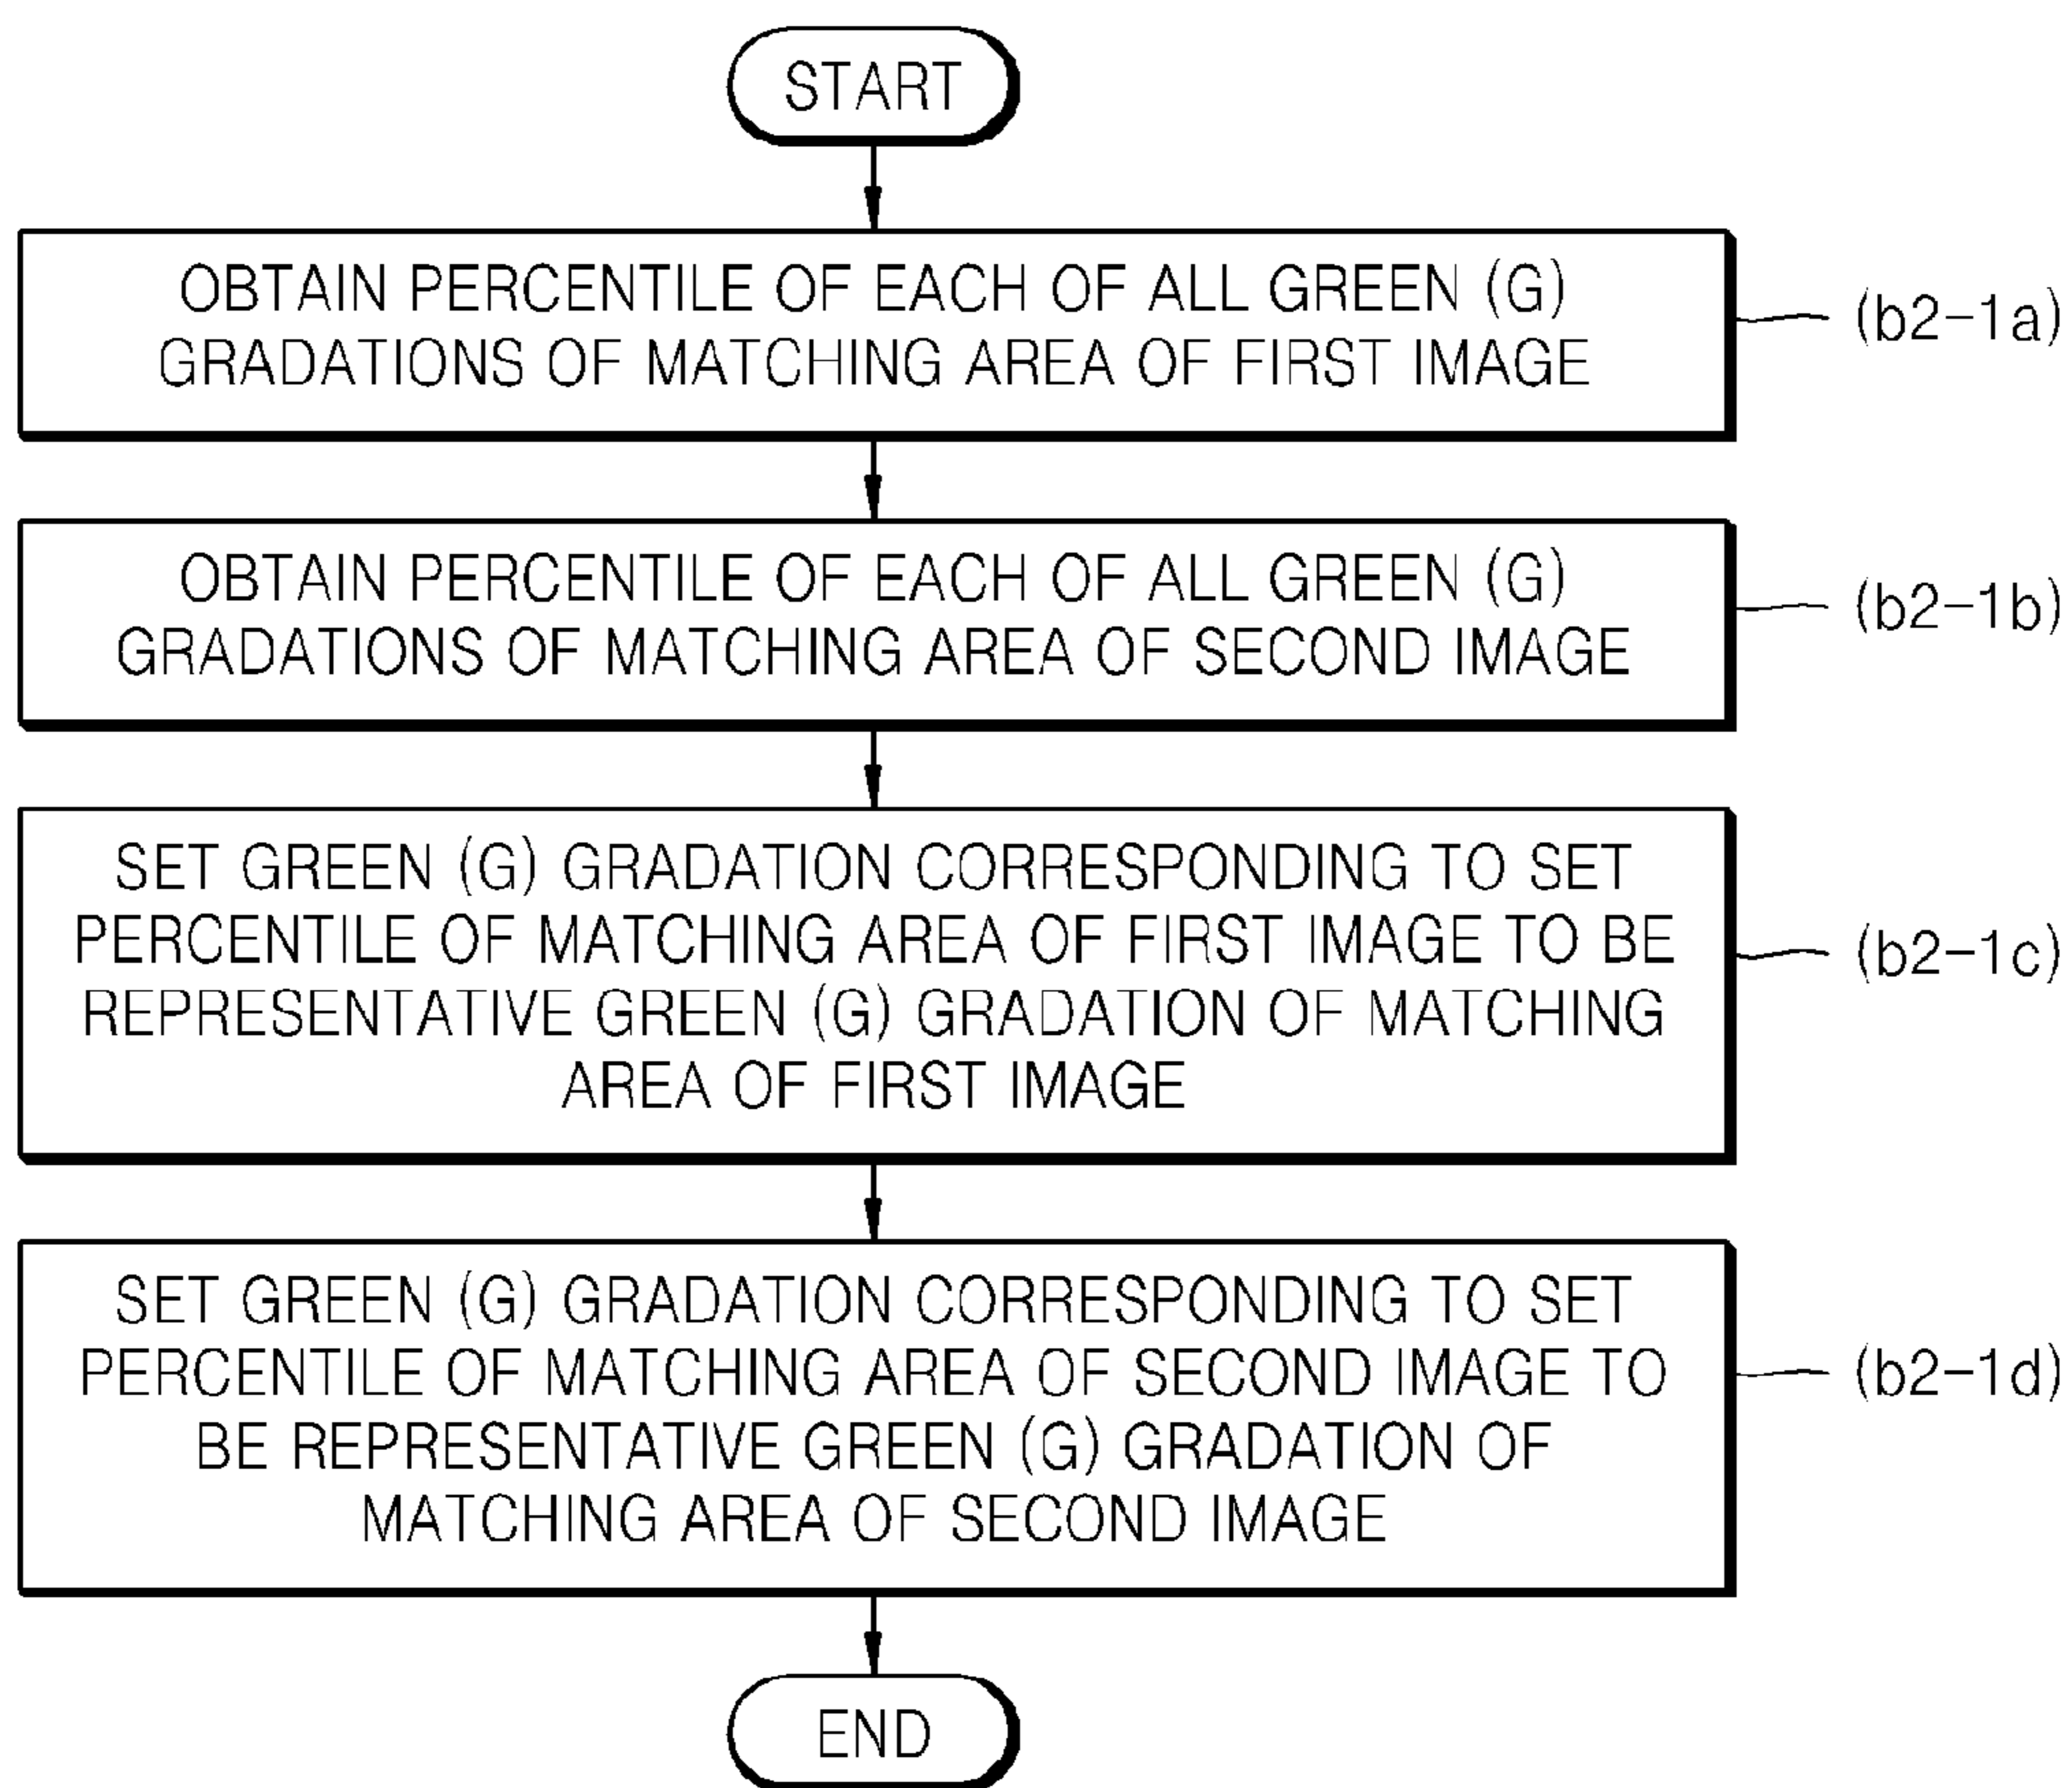 START
OBTAIN PERCENTILE OF EACH OF ALL GREEN (G)
GRADATIONS OF MATCHING AREA OF FIRST IMAGE
(b2-1a)
OBTAIN PERCENTILE OF EACH OF ALL GREEN (G)
GRADATIONS OF MATCHING AREA OF SECOND IMAGE
(b2-1b)
SET GREEN (G) GRADATION CORRESPONDING TO SET
PERCENTILE OF MATCHING AREA OF FIRST IMAGE TO BE
REPRESENTATIVE GREEN (G) GRADATION OF MATCHING
AREA OF FIRST IMAGE
(b2-1c)
SET GREEN (G) GRADATION CORRESPONDING TO SET
PERCENTILE OF MATCHING AREA OF SECOND IMAGE TO
BE REPRESENTATIVE GREEN (G) GRADATION OF
MATCHING AREA OF SECOND IMAGE
(b2-1d)
END